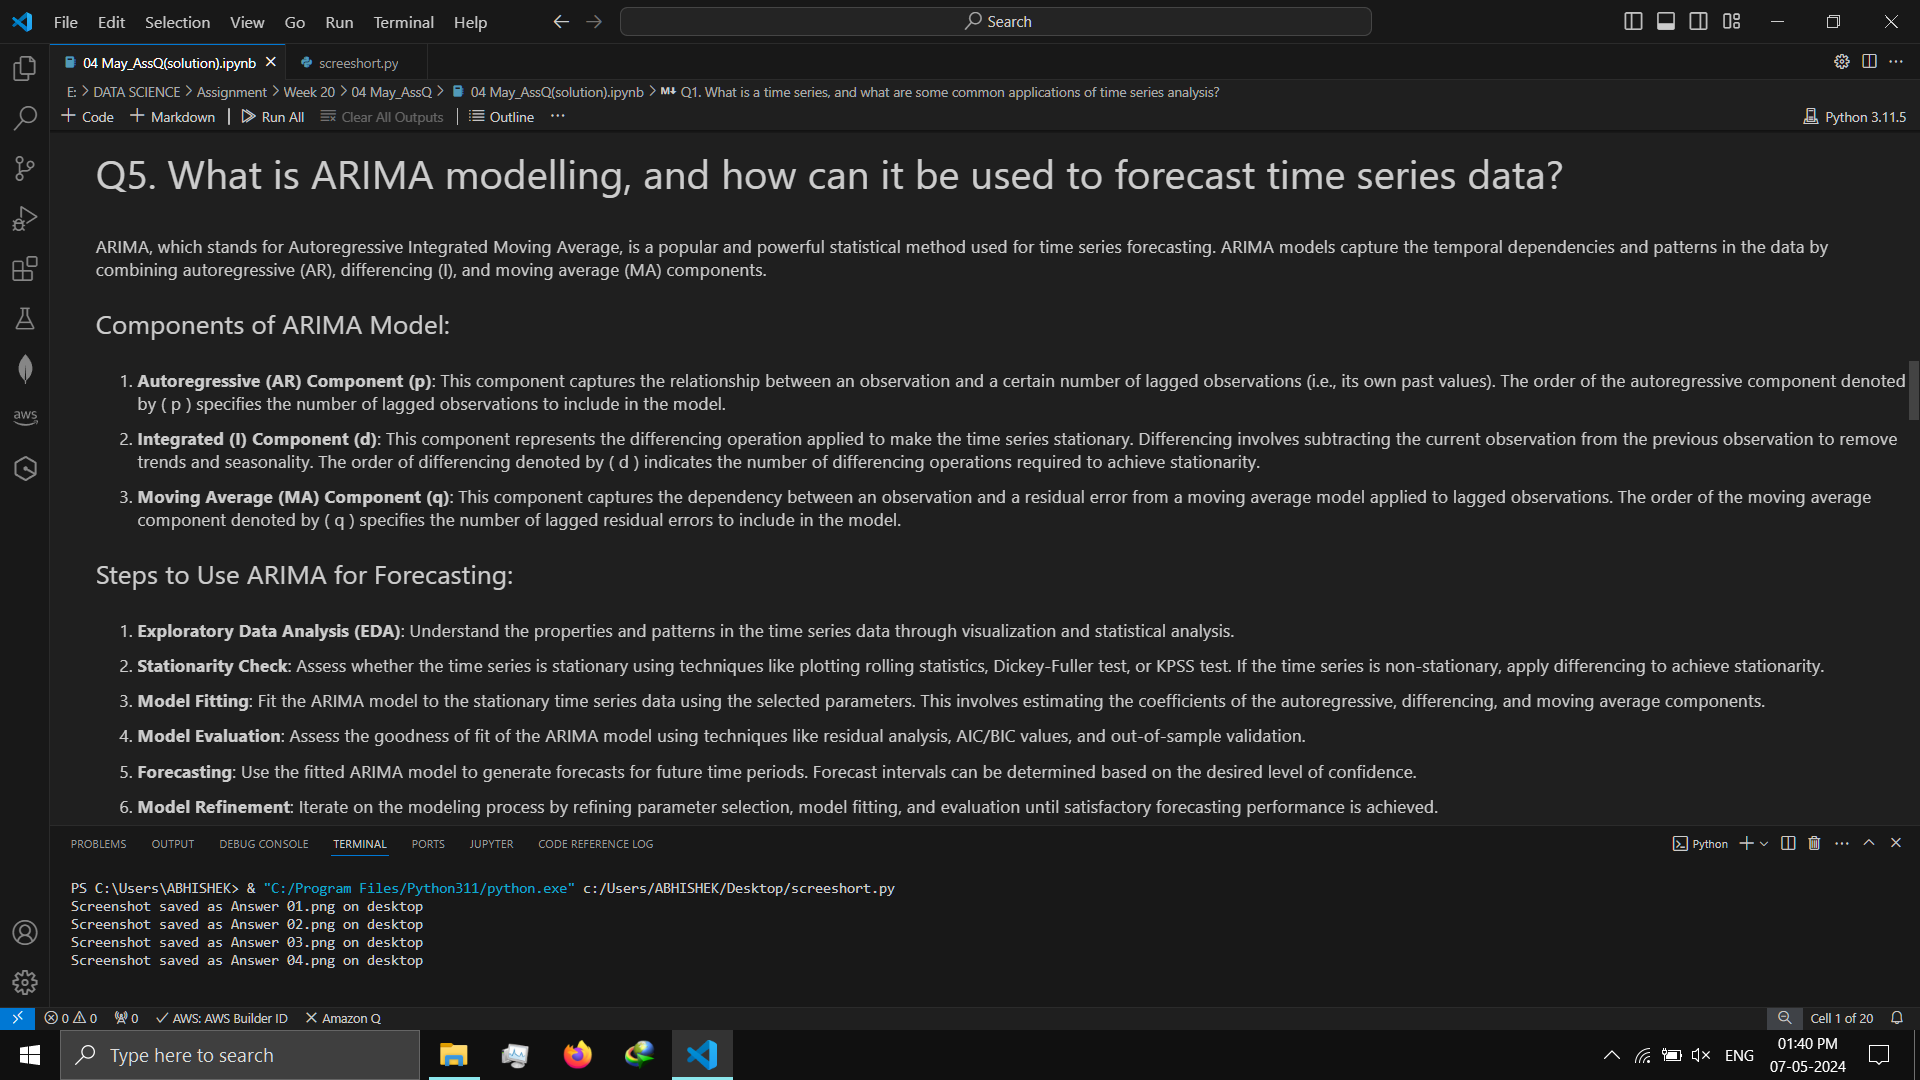 File Edit Selection View Go Run Terminal Help Search
04 May_AssQ(solution).ipynb screeshort.py
E: > DATA SCIENCE > Assignment > Week 20 > 04 May_AssQ > 04 May_AssQ(solution).ipynb > M↓ Q1. What is a time series, and what are some common applications of time series analysis?
+ Code + Markdown | Run All Clear All Outputs | Outline ... Python 3.11.5
Q5. What is ARIMA modelling, and how can it be used to forecast time series data?
ARIMA, which stands for Autoregressive Integrated Moving Average, is a popular and powerful statistical method used for time series forecasting. ARIMA models capture the temporal dependencies and patterns in the data by
combining autoregressive (AR), differencing (I), and moving average (MA) components.
Components of ARIMA Model:
1. Autoregressive (AR) Component (p): This component captures the relationship between an observation and a certain number of lagged observations (i.e., its own past values). The order of the autoregressive component denoted
by ( p ) specifies the number of lagged observations to include in the model.
2. Integrated (I) Component (d): This component represents the differencing operation applied to make the time series stationary. Differencing involves subtracting the current observation from the previous observation to remove
trends and seasonality. The order of differencing denoted by ( d ) indicates the number of differencing operations required to achieve stationarity.
3. Moving Average (MA) Component (q): This component captures the dependency between an observation and a residual error from a moving average model applied to lagged observations. The order of the moving average
component denoted by ( q ) specifies the number of lagged residual errors to include in the model.
Steps to Use ARIMA for Forecasting:
1. Exploratory Data Analysis (EDA): Understand the properties and patterns in the time series data through visualization and statistical analysis.
2. Stationarity Check: Assess whether the time series is stationary using techniques like plotting rolling statistics, Dickey-Fuller test, or KPSS test. If the time series is non-stationary, apply differencing to achieve stationarity.
3. Model Fitting: Fit the ARIMA model to the stationary time series data using the selected parameters. This involves estimating the coefficients of the autoregressive, differencing, and moving average components.
4. Model Evaluation: Assess the goodness of fit of the ARIMA model using techniques like residual analysis, AIC/BIC values, and out-of-sample validation.
5. Forecasting: Use the fitted ARIMA model to generate forecasts for future time periods. Forecast intervals can be determined based on the desired level of confidence.
6. Model Refinement: Iterate on the modeling process by refining parameter selection, model fitting, and evaluation until satisfactory forecasting performance is achieved.
aws
PROBLEMS OUTPUT DEBUG CONSOLE TERMINAL PORTS JUPYTER CODE REFERENCE LOG Python
PS C:\Users\ABHISHEK> & "C:/Program Files/Python311/python.exe" c:/Users/ABHISHEK/Desktop/screeshort.py
Screenshot saved as Answer 01.png on desktop
Screenshot saved as Answer 02.png on desktop
Screenshot saved as Answer 03.png on desktop
Screenshot saved as Answer 04.png on desktop
0 0 0 AWS: AWS Builder ID Amazon Q Cell 1 of 20
Type here to search ENG 01:40 PM
07-05-2024